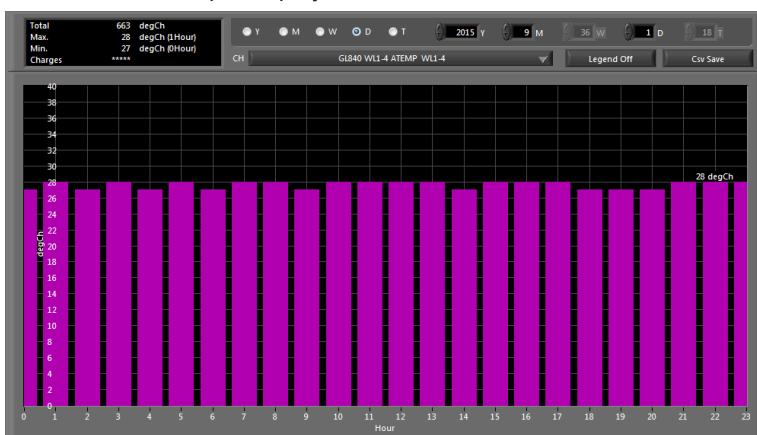 Total 663 degCh
Max. 28 degCh (1Hour)
Min. 27 degCh (0Hour)
Charges *****
Y M W D T 2015 Y 9 M 36 W 1 D 18 T
CH GL840 WL1-4 ATEMP WL1-4 Legend Off Csv Save
40
38
36
34
32
30
28 degCh
28
26
24
22
20
18
16
14
12
10
8
6
4
2
0
degCh
0 1 2 3 4 5 6 7 8 9 10 11 12 13 14 15 16 17 18 19 20 21 22 23
Hour